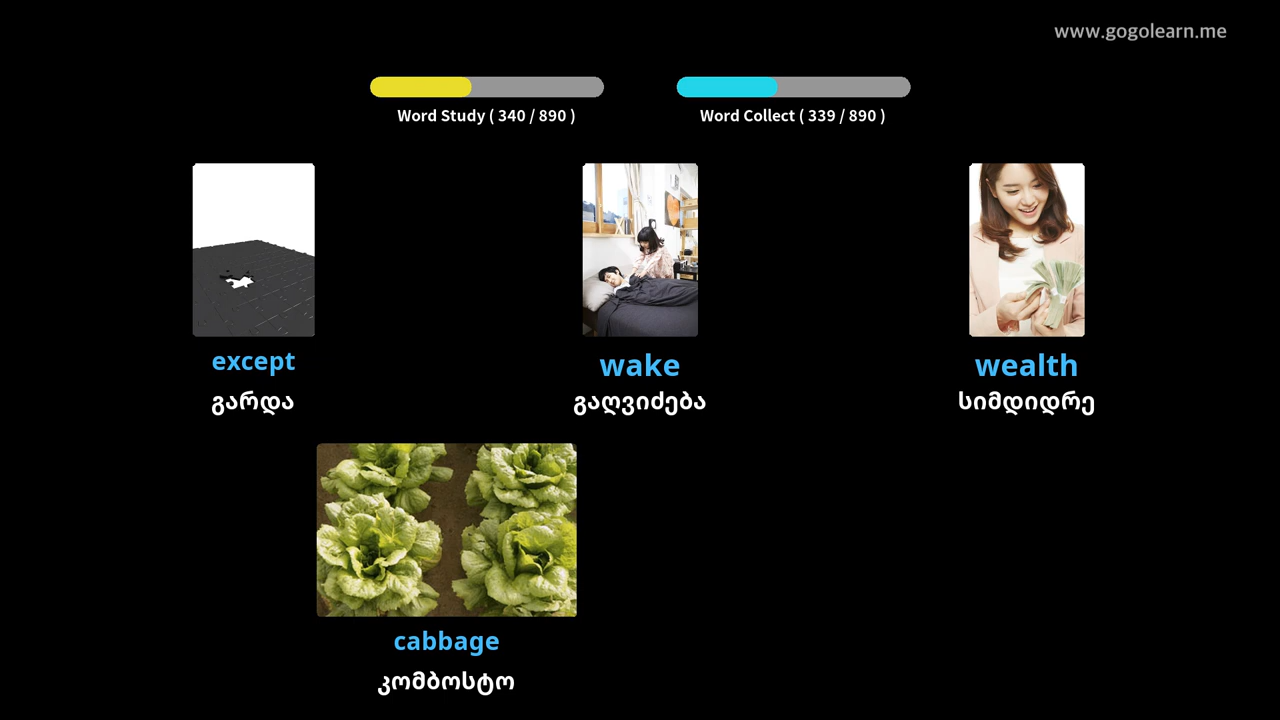 www.gogolearn.me
Word Study ( 340 / 890 )
Word Collect ( 339 / 890 )
except
გარდა
wake
გაღვიძება
wealth
სიმდიდრე
cabbage
კომბოსტო